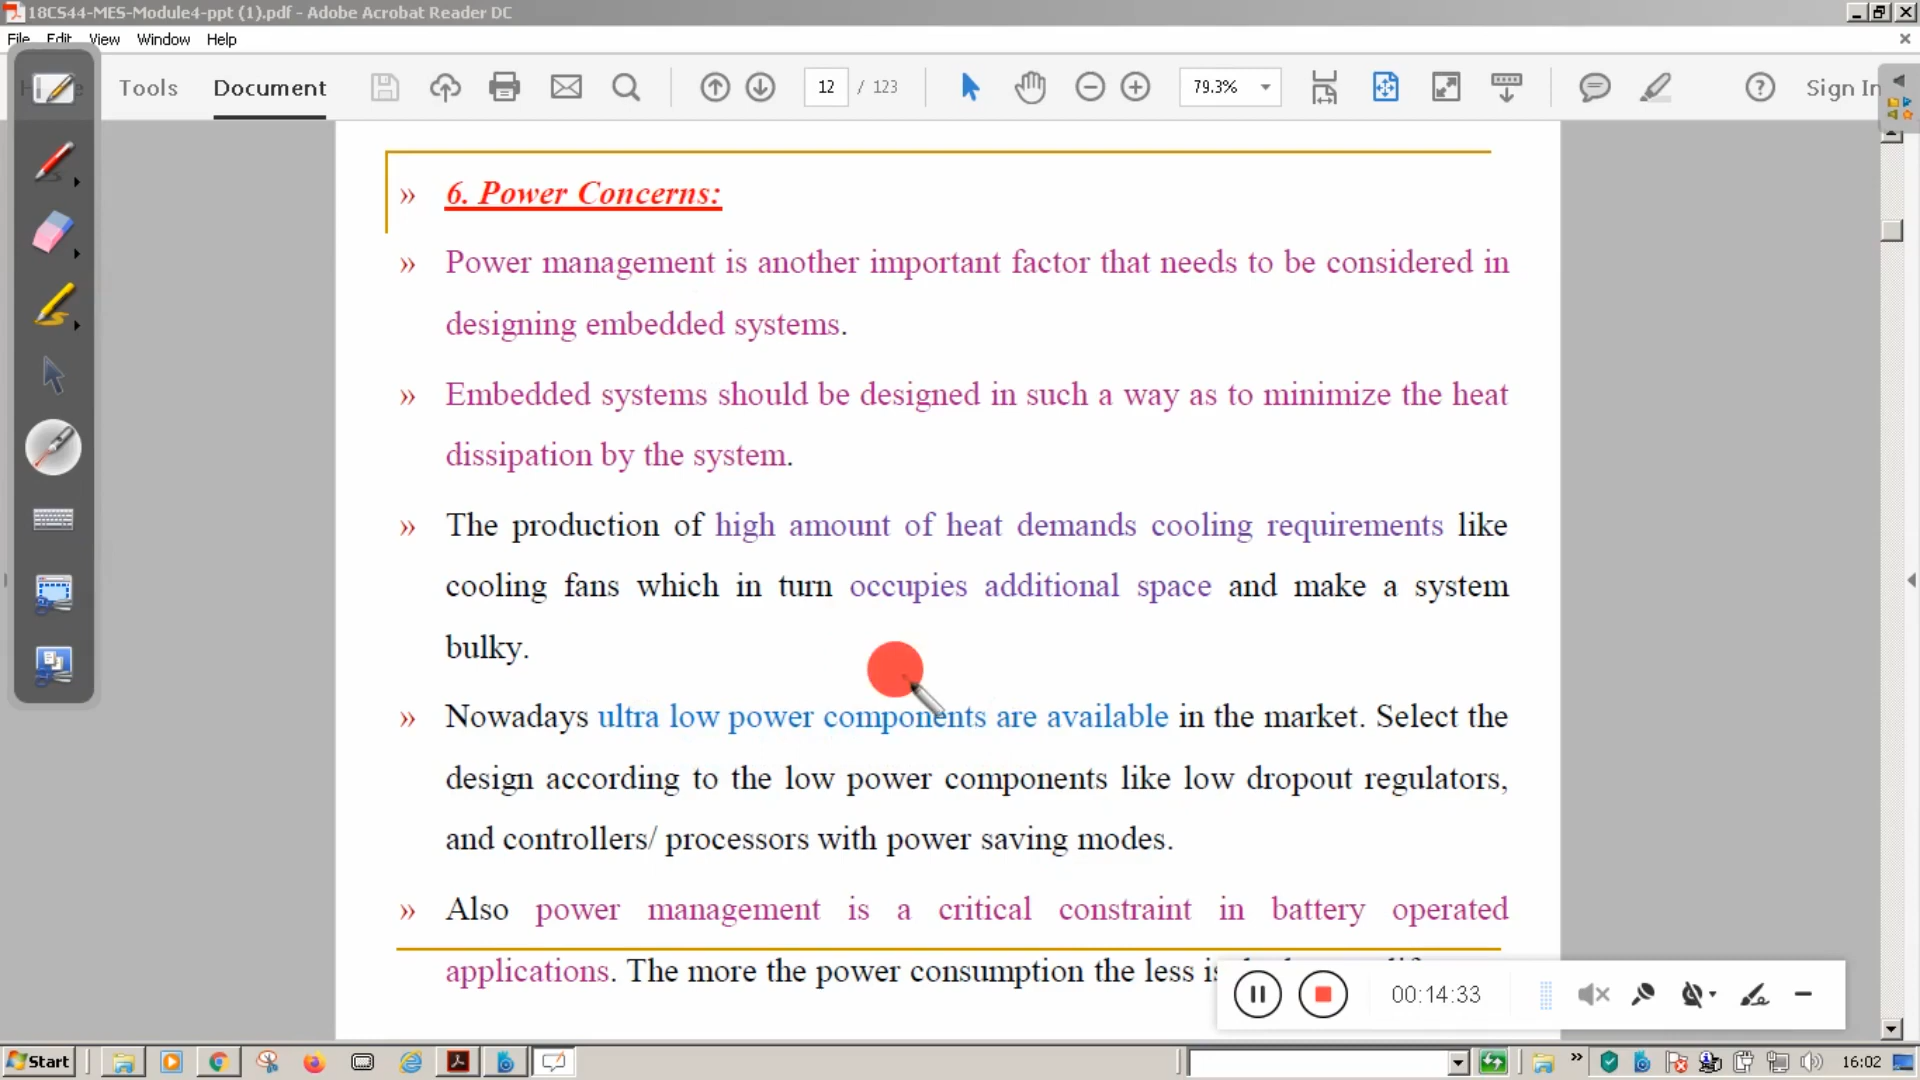 18CS44-MES-Module4-ppt (1).pdf - Adobe Acrobat Reader DC
File Edit View Window Help
Tools Document 12 / 123 79.3% Sign In
» 6. Power Concerns:
» Power management is another important factor that needs to be considered in
designing embedded systems.
» Embedded systems should be designed in such a way as to minimize the heat
dissipation by the system.
» The production of high amount of heat demands cooling requirements like
cooling fans which in turn occupies additional space and make a system
bulky.
» Nowadays ultra low power components are available in the market. Select the
design according to the low power components like low dropout regulators,
and controllers/ processors with power saving modes.
» Also power management is a critical constraint in battery operated
applications. The more the power consumption the less is
00:14:33
Start 16:02